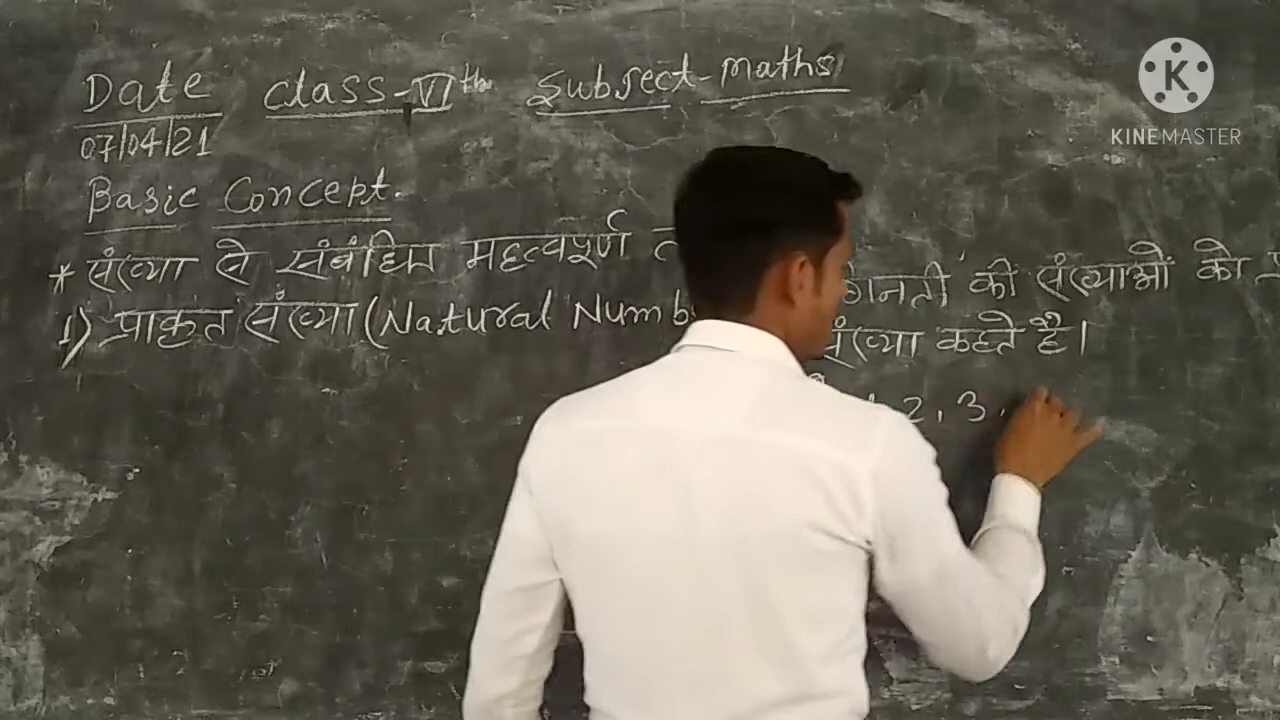 Date Class-VIth Subject-Maths
07/04/21
Basic Concept.
* संख्या से संबंधित महत्वपूर्ण
1) प्राकृत संख्या (Natural Numb
गिनती की संख्याओं को
संख्या कहते है।
2, 3
K
KINEMASTER